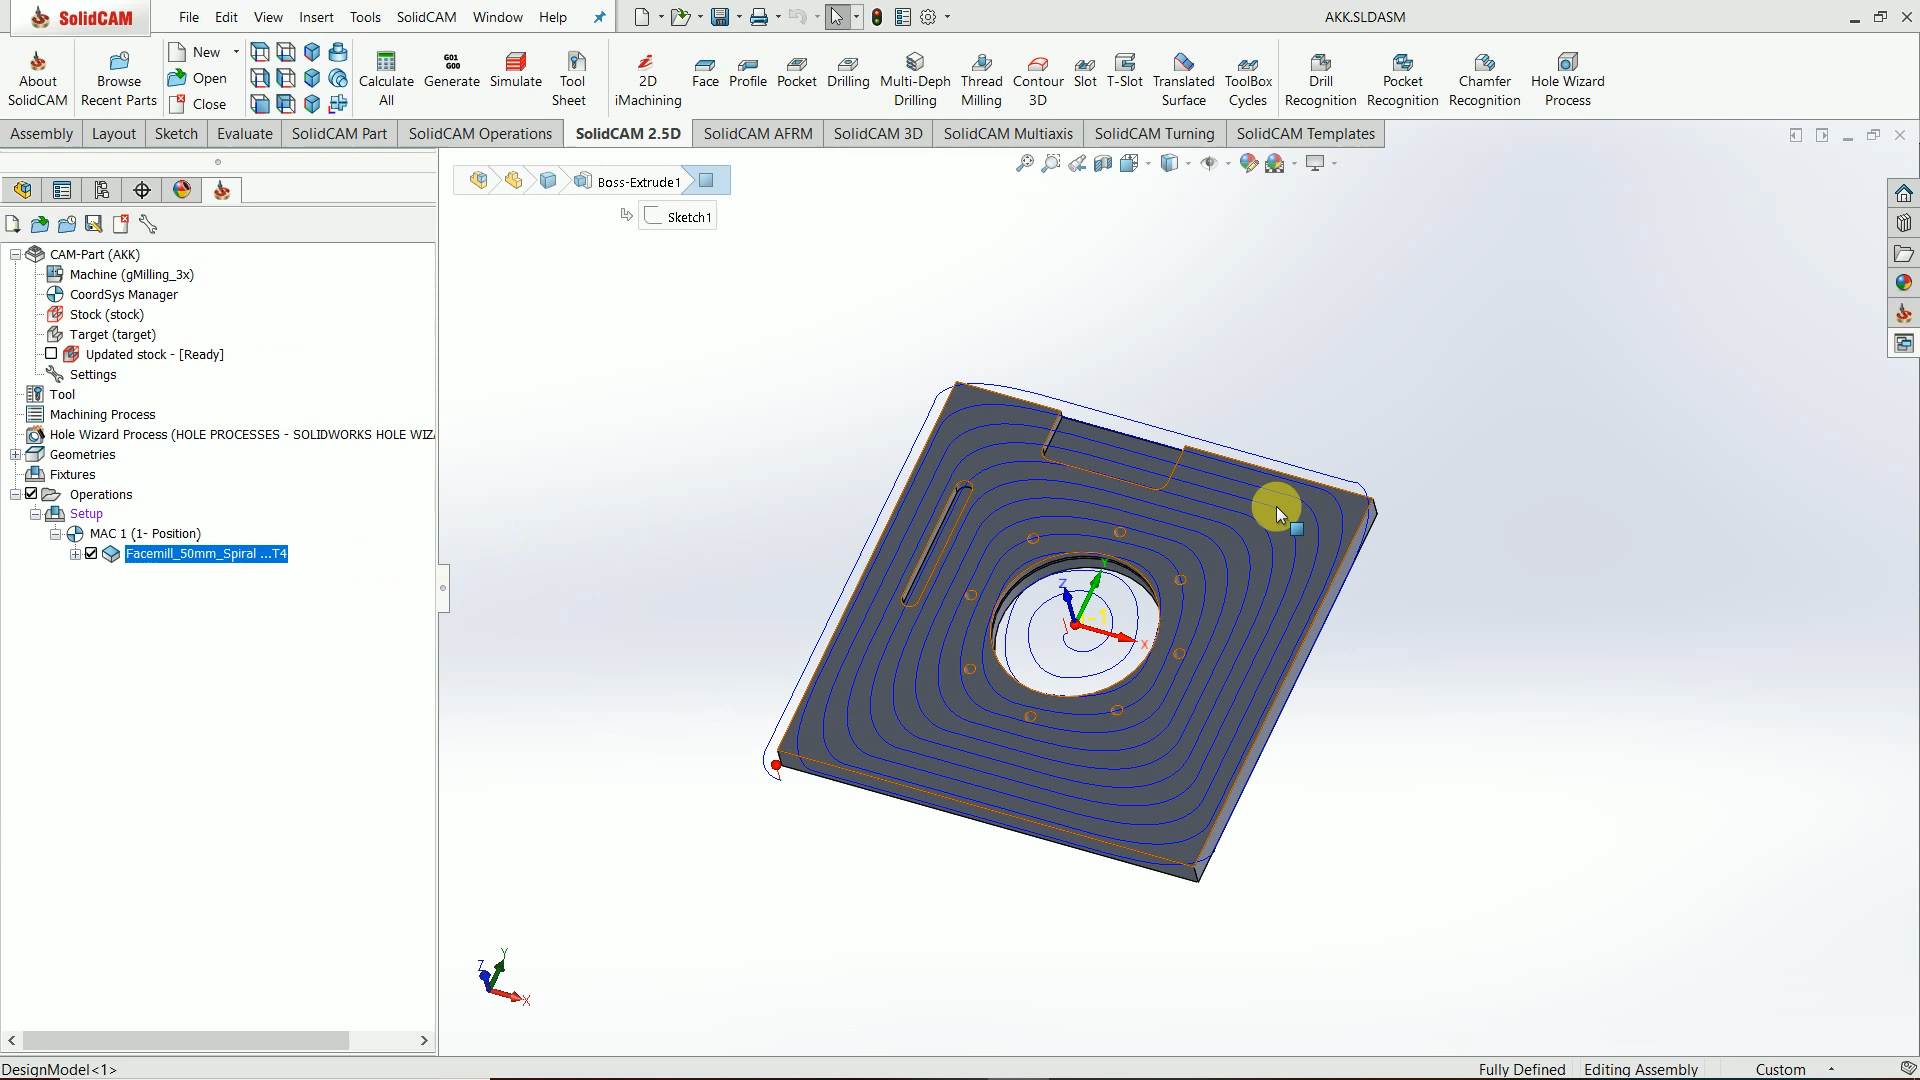 SolidCAM File Edit View Insert Tools SolidCAM Window Help AKK.SLDASM
New
Open
Close
About SolidCAM
Browse Recent Parts
Calculate All
G01 G00
Generate
Simulate
Tool Sheet
2D iMachining
Face
Profile
Pocket
Drilling
Multi-Deph Drilling
Thread Milling
Contour 3D
Slot
T-Slot
Translated Surface
ToolBox Cycles
Drill Recognition
Pocket Recognition
Chamfer Recognition
Hole Wizard Process
Assembly Layout Sketch Evaluate SolidCAM Part SolidCAM Operations SolidCAM 2.5D SolidCAM AFRM SolidCAM 3D SolidCAM Multiaxis SolidCAM Turning SolidCAM Templates
Boss-Extrude1
Sketch1
CAM-Part (AKK)
Machine (gMilling_3x)
CoordSys Manager
Stock (stock)
Target (target)
Updated stock - [Ready]
Settings
Tool
Machining Process
Hole Wizard Process (HOLE PROCESSES - SOLIDWORKS HOLE WIZ
Geometries
Fixtures
Operations
Setup
MAC 1 (1- Position)
Facemill_50mm_Spiral ...T4
Z
X
Y
Z
X
DesignModel<1> Fully Defined Editing Assembly Custom